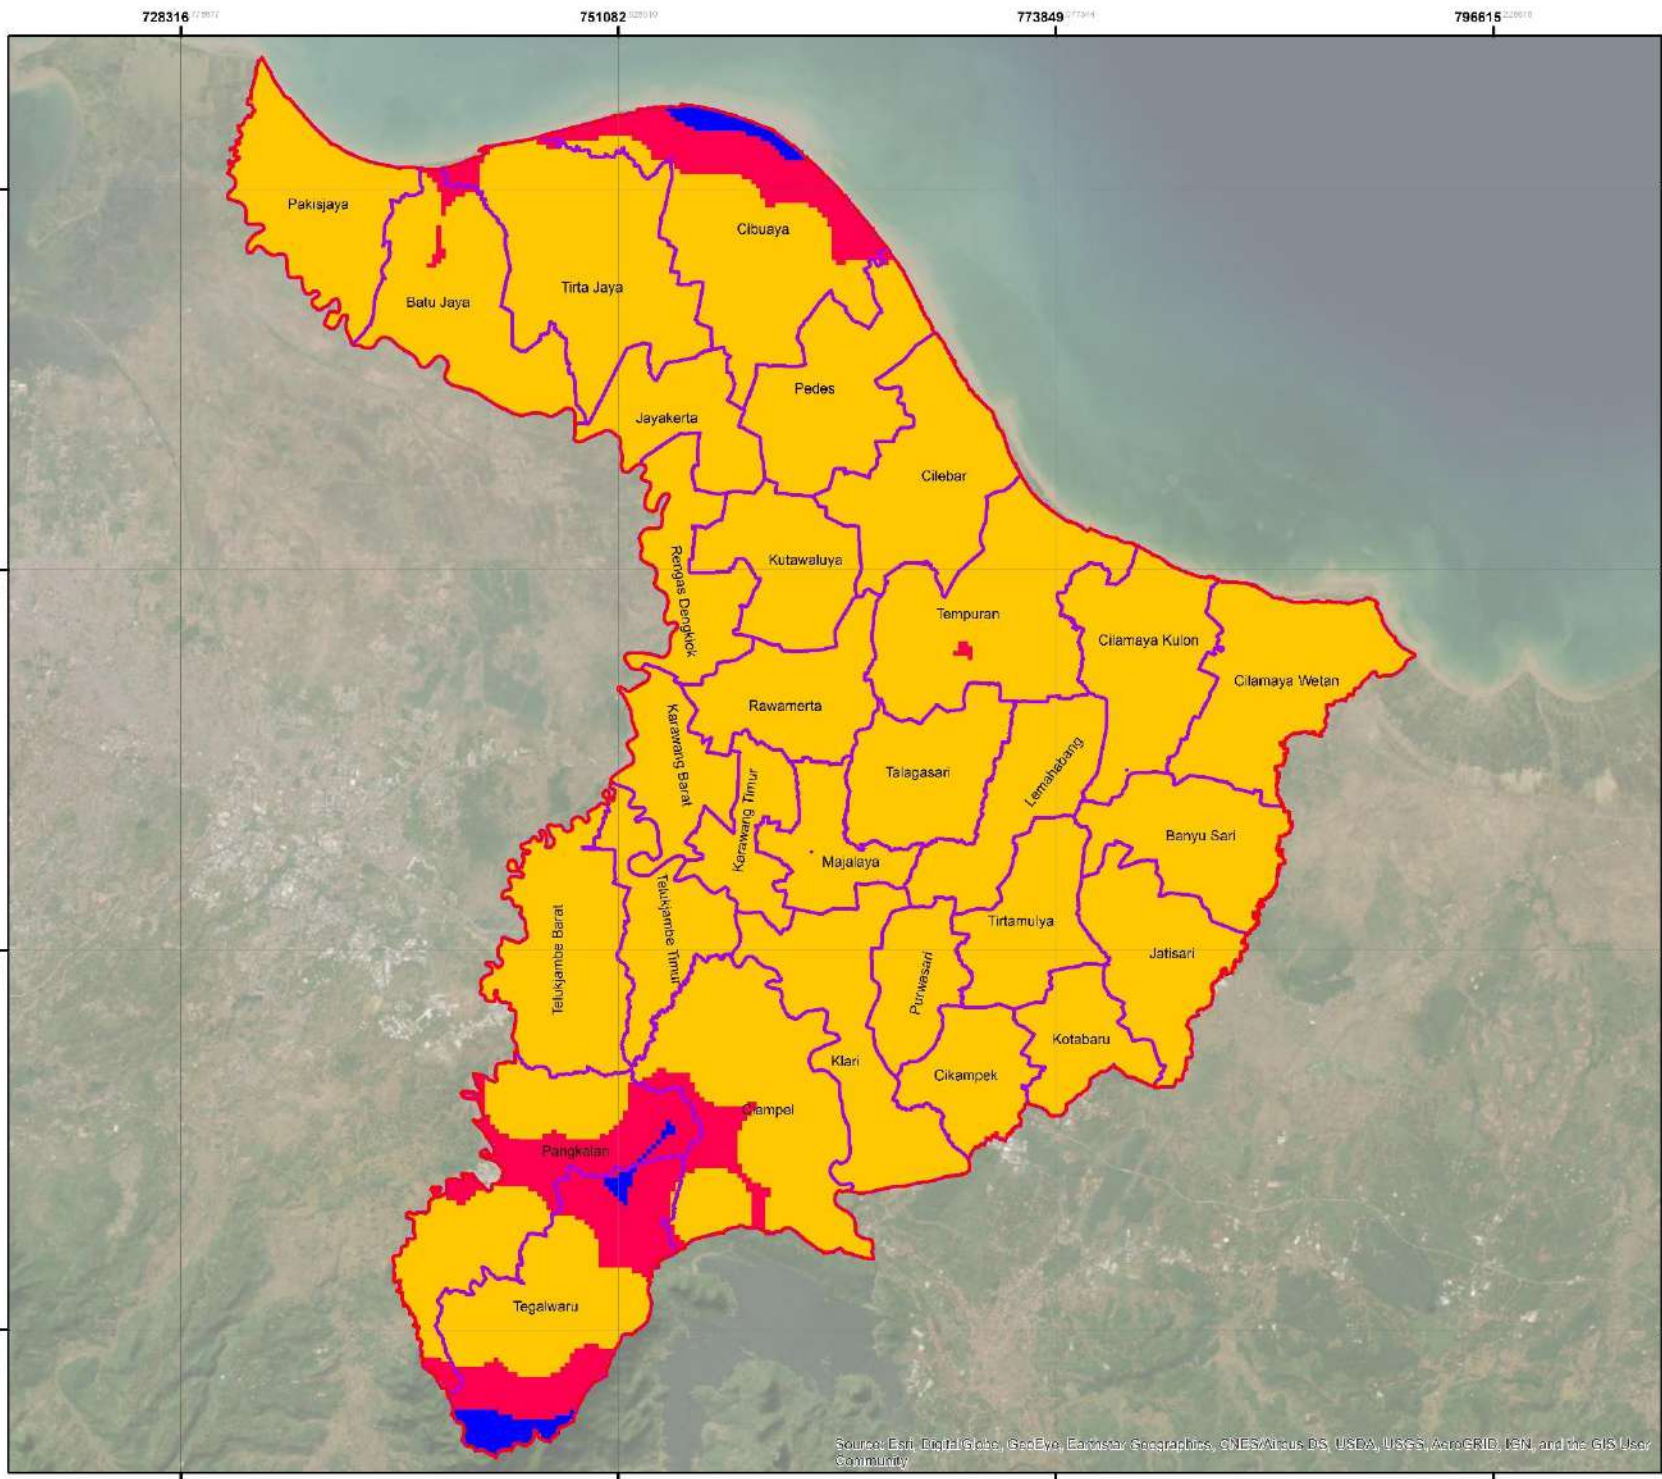 728316
751082
773849
796615
Pakisjaya
Cibuaya
Tirta Jaya
Batu Jaya
Pedes
Jayakerta
Cilebar
Kutawaluya
Rengas Dengklok
Tempuran
Cilamaya Kulon
Cilamaya Wetan
Rawamerta
Karawang Barat
Talagasari
Lemahabang
Karawang Timur
Banyu Sari
Majalaya
Telukjambe Barat
Telukjambe Timur
Tirtamulya
Jatisari
Purwasari
Kotabaru
Klari
Cikampek
Ciampel
Pangkalan
Tegalwaru
Source: Esri, DigitalGlobe, GeoEye, Earthstar Geographics, CNES/Airbus DS, USDA, USGS, AeroGRID, IGN, and the GIS User
Community